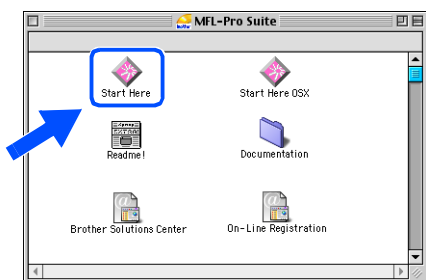 MFL-Pro Suite
Start Here
Start Here OSX
Readme!
Documentation
Brother Solutions Center
On-Line Registration